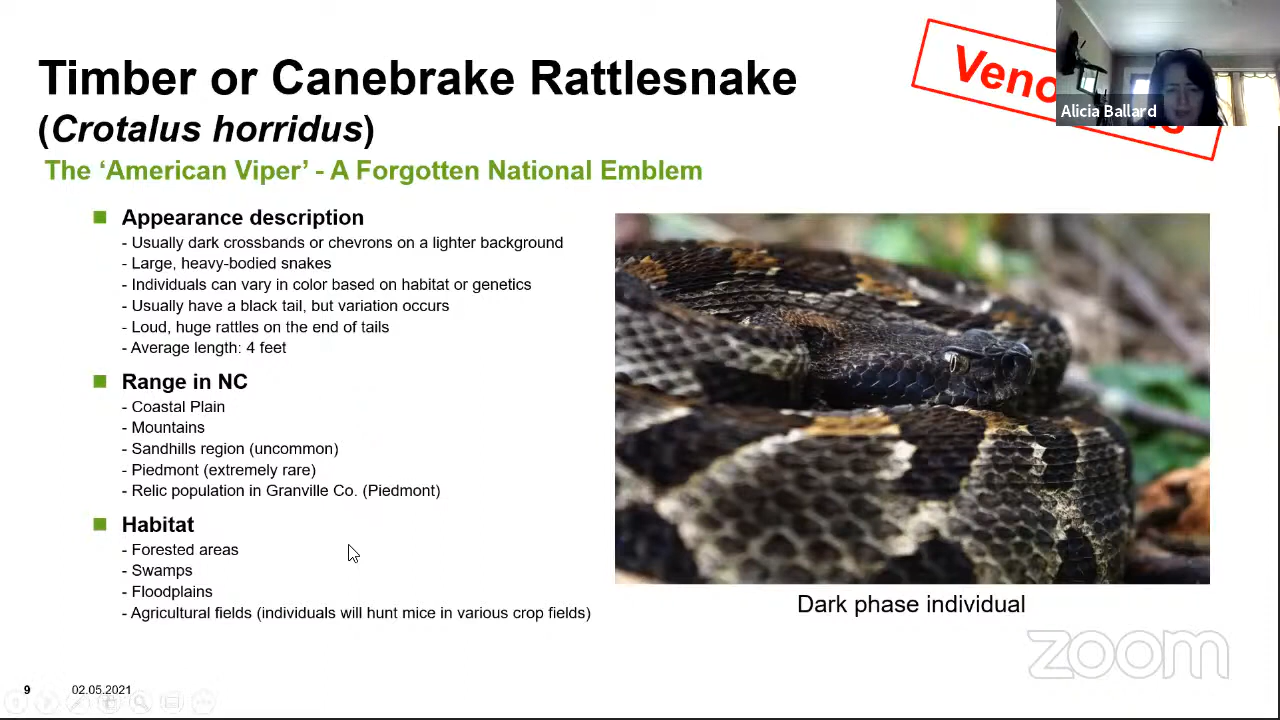 Timber or Canebrake Rattlesnake
(Crotalus horridus)
The ‘American Viper’ - A Forgotten National Emblem
Alicia Ballard
Appearance description
- Usually dark crossbands or chevrons on a lighter background
- Large, heavy-bodied snakes
- Individuals can vary in color based on habitat or genetics
- Usually have a black tail, but variation occurs
- Loud, huge rattles on the end of tails
- Average length: 4 feet
Range in NC
- Coastal Plain
- Mountains
- Sandhills region (uncommon)
- Piedmont (extremely rare)
- Relic population in Granville Co. (Piedmont)
Habitat
- Forested areas
- Swamps
- Floodplains
- Agricultural fields (individuals will hunt mice in various crop fields)
Dark phase individual
zoom
9 02.05.2021